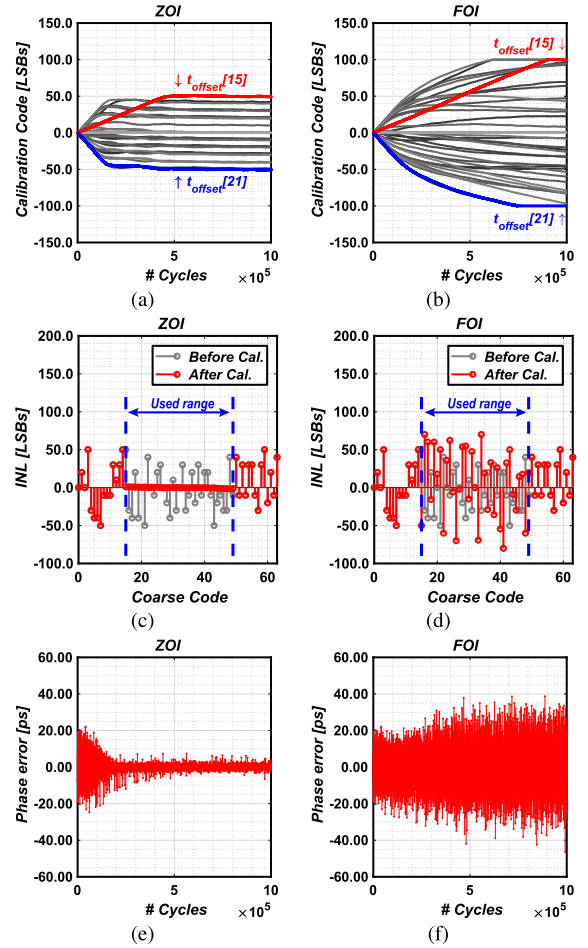 ZOI
Calibration Code [LSBs]
150.0
100.0
50.0
0.0
-50.0
-100.0
-150.0
↓ t_offset[15]
↑ t_offset[21]
0
5
10
# Cycles
×10^5
(a)
FOI
Calibration Code [LSBs]
150.0
100.0
50.0
0.0
-50.0
-100.0
-150.0
t_offset[15] ↓
t_offset[21] ↑
0
5
10
# Cycles
×10^5
(b)
ZOI
INL [LSBs]
200.0
150.0
100.0
50.0
0.0
-50.0
-100.0
Before Cal.
After Cal.
Used range
0
20
40
60
Coarse Code
(c)
FOI
INL [LSBs]
200.0
150.0
100.0
50.0
0.0
-50.0
-100.0
Before Cal.
After Cal.
Used range
0
20
40
60
Coarse Code
(d)
ZOI
Phase error [ps]
60.00
40.00
20.00
0.00
-20.00
-40.00
-60.00
0
5
10
# Cycles
×10^5
(e)
FOI
Phase error [ps]
60.00
40.00
20.00
0.00
-20.00
-40.00
-60.00
0
5
10
# Cycles
×10^5
(f)